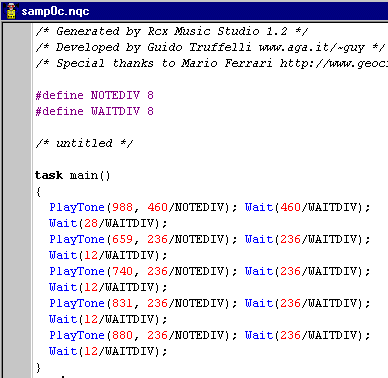 samp0c.nqc
/* Generated by Rcx Music Studio 1.2 */
/* Developed by Guido Truffelli www.aga.it/~guy */
/* Special thanks to Mario Ferrari http://www.geoci
#define NOTEDIV 8
#define WAITDIV 8
/* untitled */
task main()
{
PlayTone(988, 460/NOTEDIV); Wait(460/WAITDIV);
Wait(28/WAITDIV);
PlayTone(659, 236/NOTEDIV); Wait(236/WAITDIV);
Wait(12/WAITDIV);
PlayTone(740, 236/NOTEDIV); Wait(236/WAITDIV);
Wait(12/WAITDIV);
PlayTone(831, 236/NOTEDIV); Wait(236/WAITDIV);
Wait(12/WAITDIV);
PlayTone(880, 236/NOTEDIV); Wait(236/WAITDIV);
Wait(12/WAITDIV);
}